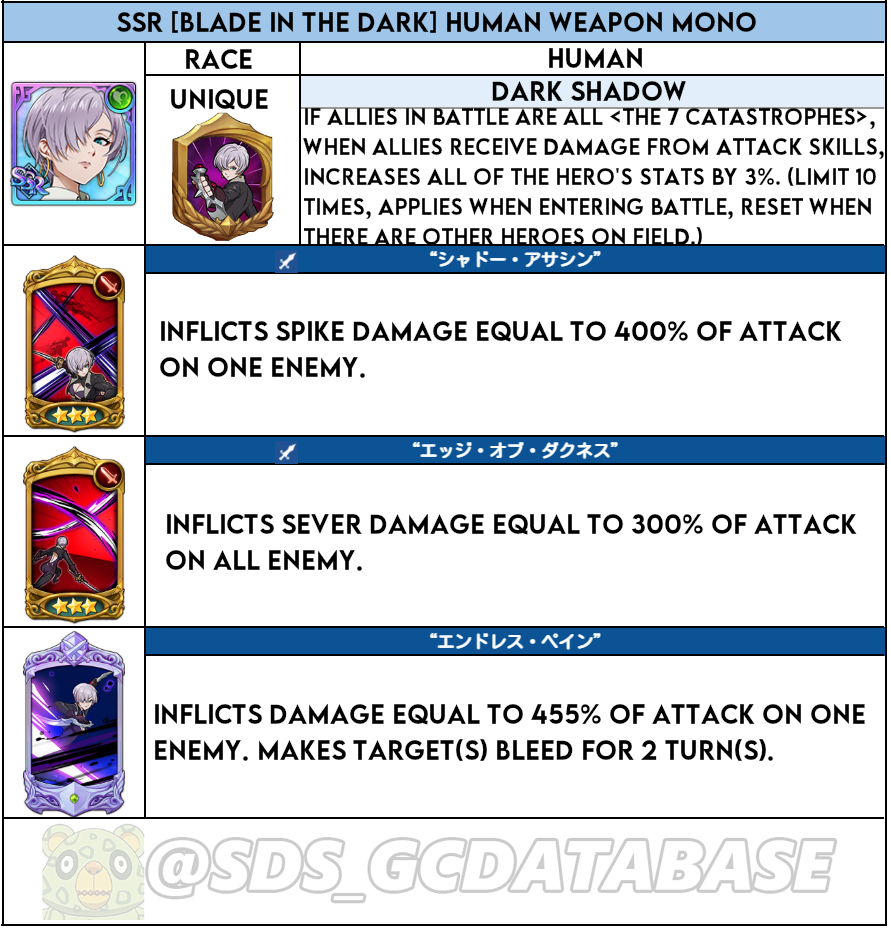 SSR [BLADE IN THE DARK] HUMAN WEAPON MONO
RACE
HUMAN
SSR
UNIQUE
DARK SHADOW
IF ALLIES IN BATTLE ARE ALL <THE 7 CATASTROPHES>,
WHEN ALLIES RECEIVE DAMAGE FROM ATTACK SKILLS,
INCREASES ALL OF THE HERO'S STATS BY 3%. (LIMIT 10
TIMES, APPLIES WHEN ENTERING BATTLE, RESET WHEN
THERE ARE OTHER HEROES ON FIELD.)
“シャドー・アサシン”
INFLICTS SPIKE DAMAGE EQUAL TO 400% OF ATTACK
ON ONE ENEMY.
“エッジ・オブ・ダクネス”
INFLICTS SEVER DAMAGE EQUAL TO 300% OF ATTACK
ON ALL ENEMY.
“エンドレス・ペイン”
INFLICTS DAMAGE EQUAL TO 455% OF ATTACK ON ONE
ENEMY. MAKES TARGET(S) BLEED FOR 2 TURN(S).
@SDS_GCDATABASE